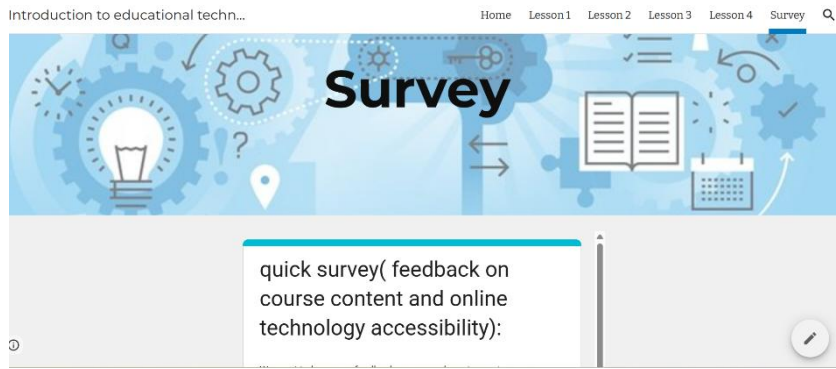 Introduction to educational techn...
Home Lesson 1 Lesson 2 Lesson 3 Lesson 4 Survey
Survey
quick survey( feedback on
course content and online
technology accessibility):